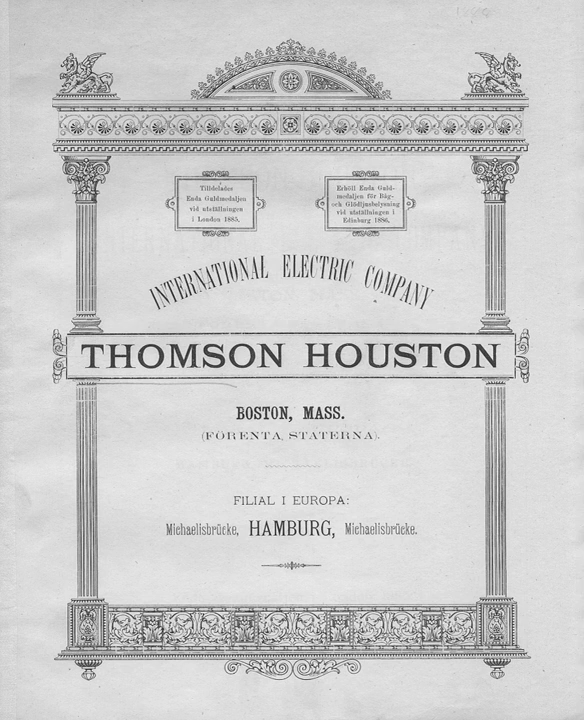 Tilldelades
Enda Guldmedaljen
vid utställningen
i London 1885.
Erhöll Enda Guld-
medaljen för Båg-
och Glödljusbelysning
vid utställningen i
Edinburg 1886.
INTERNATIONAL ELECTRIC COMPANY
THOMSON HOUSTON
BOSTON, MASS.
(FÖRENTA STATERNA).
FILIAL I EUROPA:
Michaelisbrücke, HAMBURG, Michaelisbrücke.